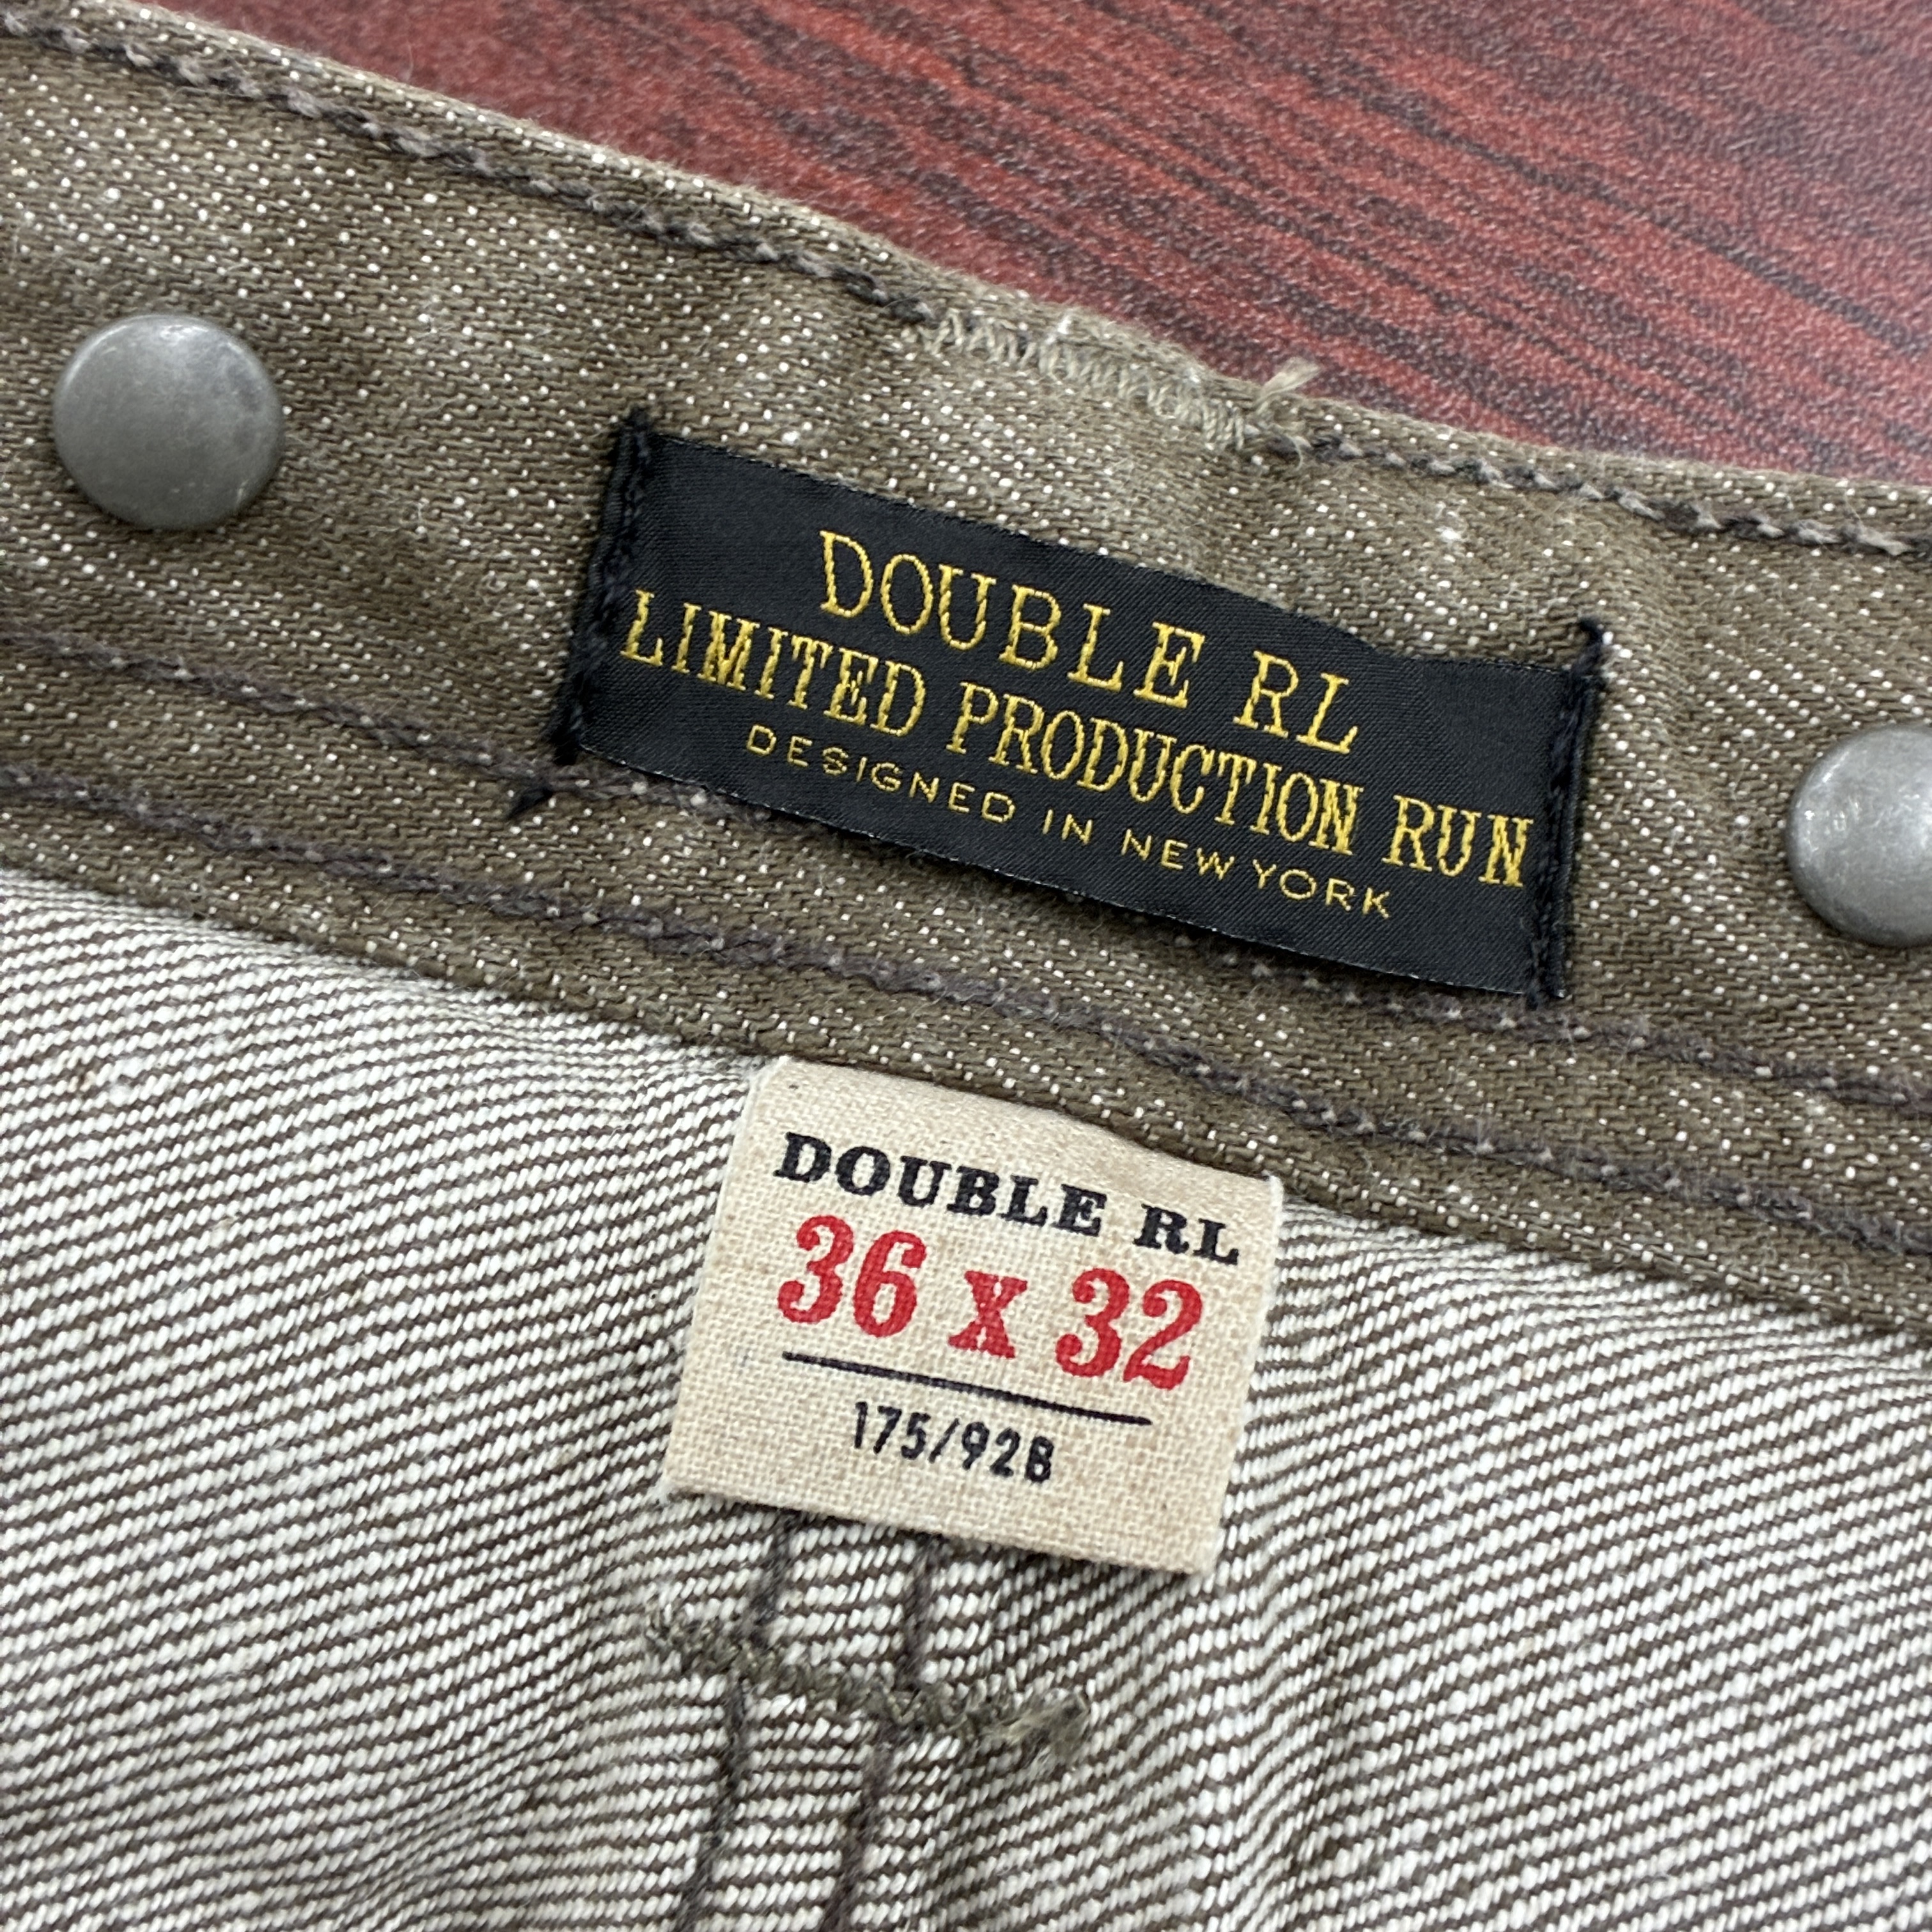 DOUBLE RL
LIMITED PRODUCTION RUN
DESIGNED IN NEW YORK
DOUBLE RL
36 x 32
175/92B